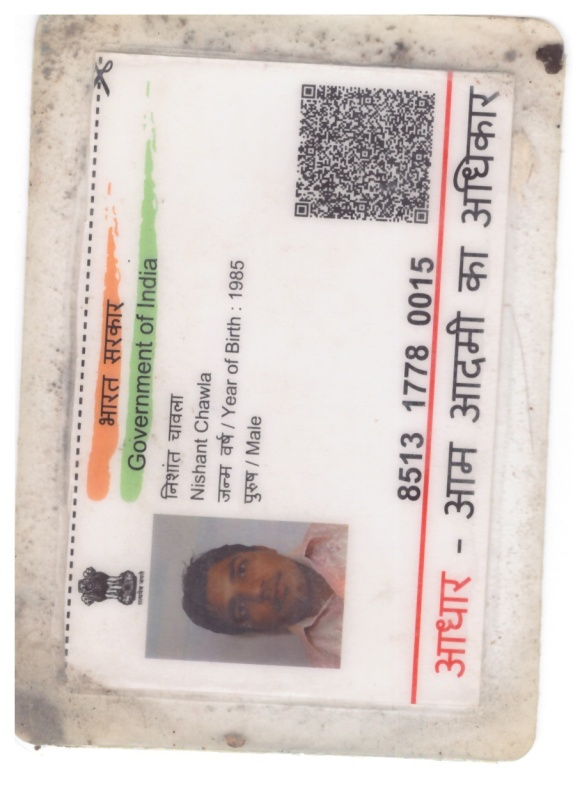 भारत सरकार
Government of India
निशांत चावला
Nishant Chawla
जन्म वर्ष / Year of Birth : 1985
पुरुष / Male
8513 1778 0015
आधार - आम आदमी का अधिकार